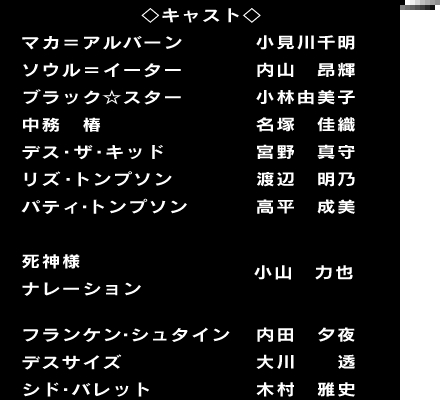 ◇キャスト◇
マカ＝アルバーン　小見川千明
ソウル＝イーター　内山　昂輝
ブラック☆スター　小林由美子
中務　椿　名塚　佳織
デス・ザ・キッド　宮野　真守
リズ・トンプソン　渡辺　明乃
パティ・トンプソン　高平　成美
死神様
小山　力也
ナレーション
フランケン・シュタイン　内田　夕夜
デスサイズ　大川　　透
シド・バレット　木村　雅史